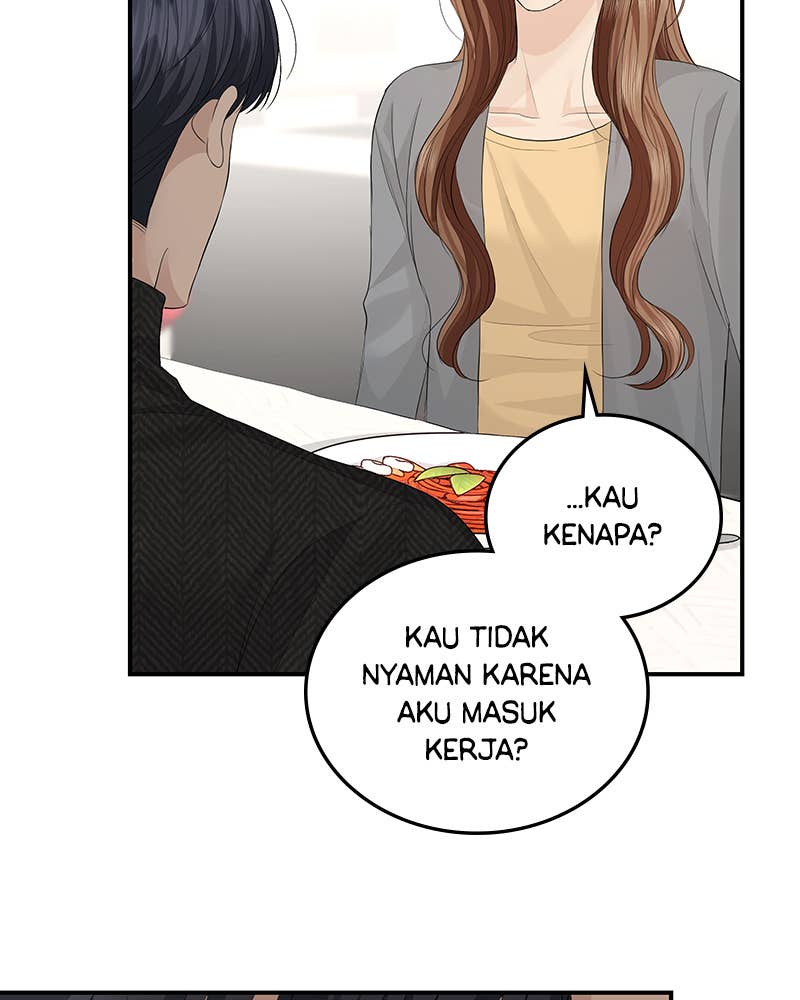 ...KAU
KENAPA?
KAU TIDAK
NYAMAN KARENA
AKU MASUK
KERJA?